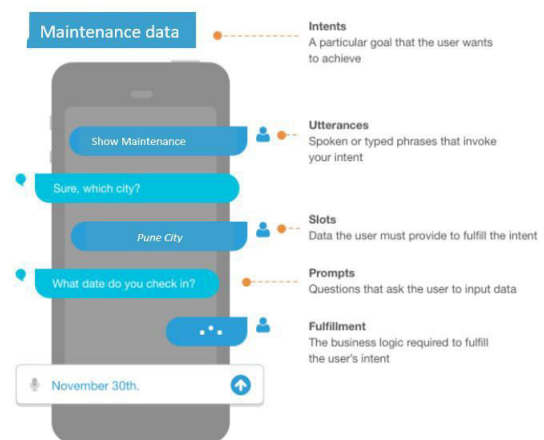 Maintenance data
Intents
A particular goal that the user wants
to achieve
Show Maintenance
Utterances
Spoken or typed phrases that invoke
your intent
Sure, which city?
Pune City
Slots
Data the user must provide to fulfill the intent
What date do you check in?
Prompts
Questions that ask the user to input data
Fulfillment
The business logic required to fulfill
the user's intent
November 30th.